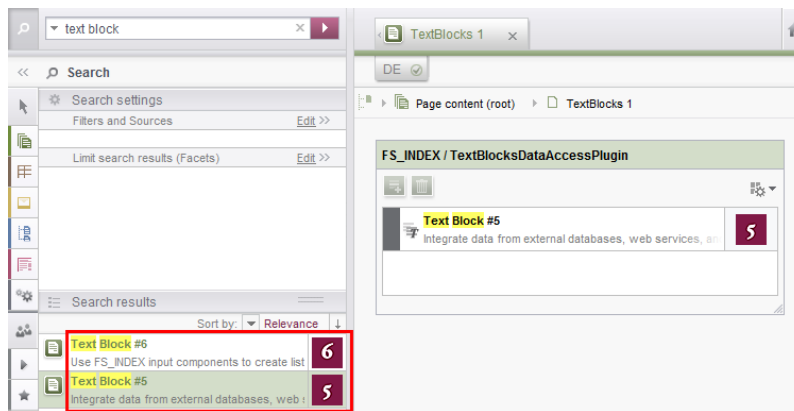 text block
Search
Search settings
Filters and Sources Edit >>
Limit search results (Facets) Edit >>
Search results
Sort by: Relevance
Text Block #6
Use FS_INDEX input components to create list
6
Text Block #5
Integrate data from external databases, web s
5
TextBlocks 1
DE
Page content (root) TextBlocks 1
FS_INDEX / TextBlocksDataAccessPlugin
Text Block #5
Integrate data from external databases, web services, an
5